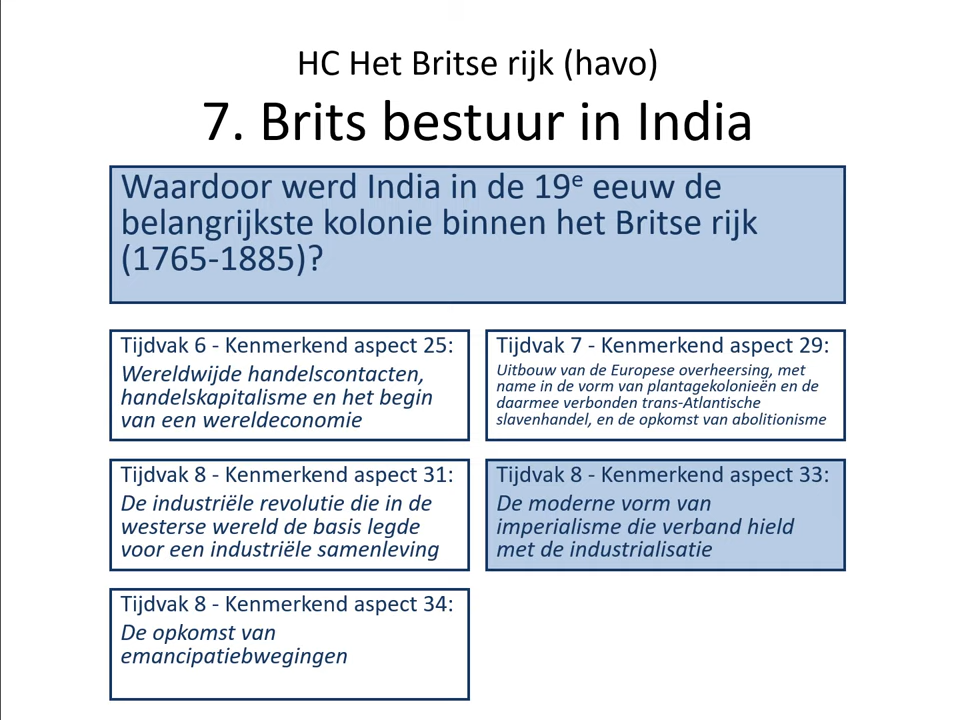 HC Het Britse rijk (havo)
7. Brits bestuur in India
Waardoor werd India in de 19e eeuw de
belangrijkste kolonie binnen het Britse rijk
(1765-1885)?
Tijdvak 6 - Kenmerkend aspect 25:
Wereldwijde handelscontacten,
handelskapitalisme en het begin
van een wereldeconomie
Tijdvak 7 - Kenmerkend aspect 29:
Uitbouw van de Europese overheersing, met
name in de vorm van plantagekolonieën en de
daarmee verbonden trans-Atlantische
slavenhandel, en de opkomst van abolitionisme
Tijdvak 8 - Kenmerkend aspect 31:
De industriële revolutie die in de
westerse wereld de basis legde
voor een industriële samenleving
Tijdvak 8 - Kenmerkend aspect 33:
De moderne vorm van
imperialisme die verband hield
met de industrialisatie
Tijdvak 8 - Kenmerkend aspect 34:
De opkomst van
emancipatiebwegingen